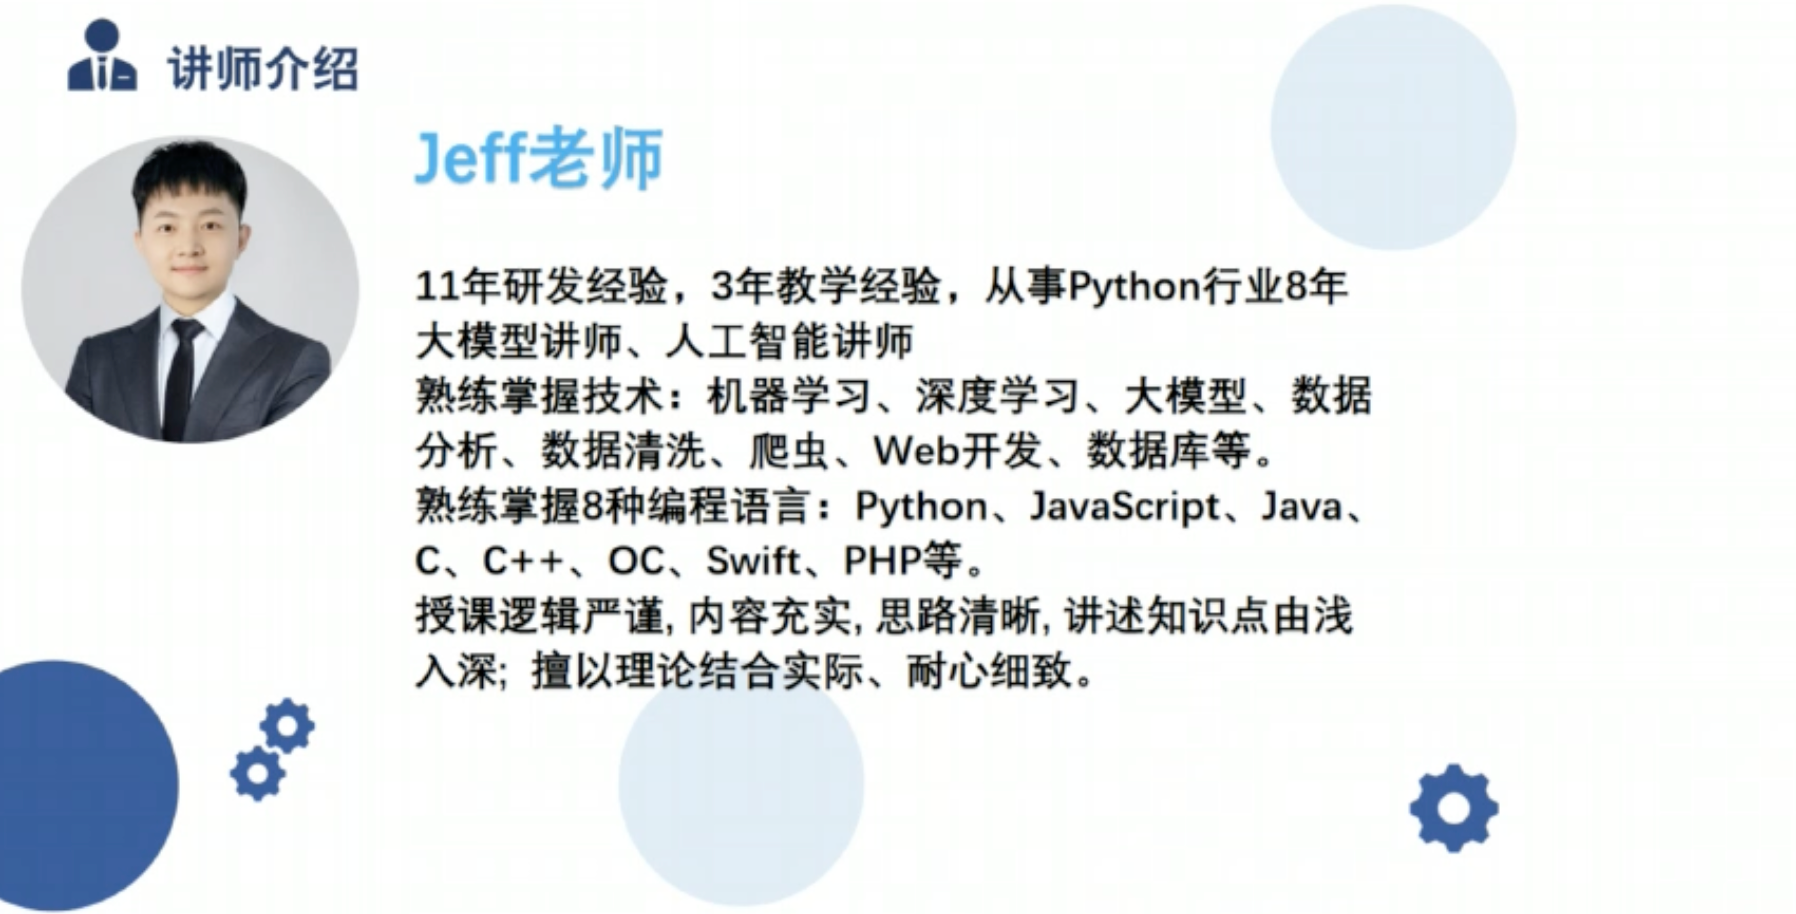 讲师介绍
Jeff老师
11年研发经验，3年教学经验，从事Python行业8年
大模型讲师、人工智能讲师
熟练掌握技术：机器学习、深度学习、大模型、数据
分析、数据清洗、爬虫、Web开发、数据库等。
熟练掌握8种编程语言：Python、JavaScript、Java、
C、C++、OC、Swift、PHP等。
授课逻辑严谨, 内容充实, 思路清晰, 讲述知识点由浅
入深; 擅以理论结合实际、耐心细致。